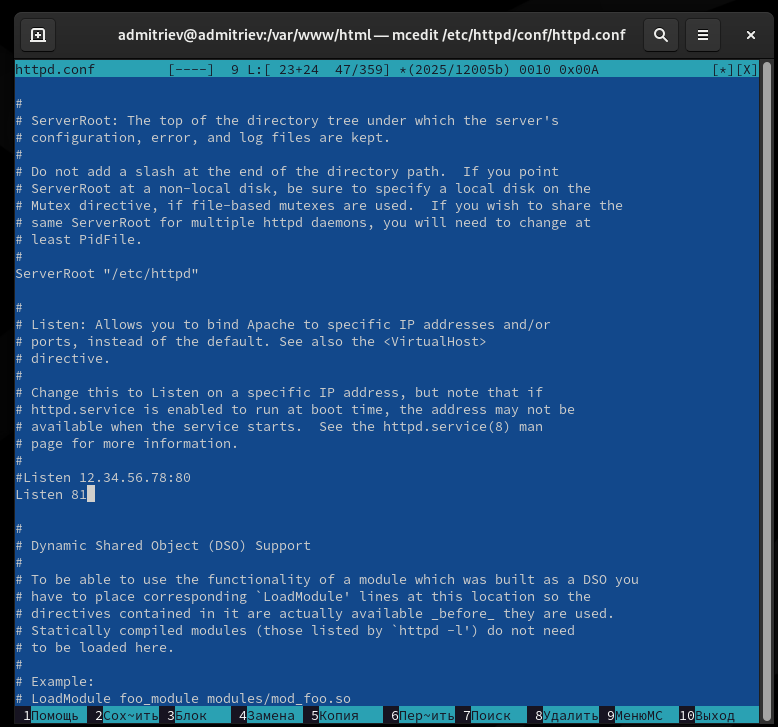 admitriev@admitriev:/var/www/html — mcedit /etc/httpd/conf/httpd.conf
httpd.conf [----] 9 L:[ 23+24 47/359] *(2025/12005b) 0010 0x00A [*][X]
#
# ServerRoot: The top of the directory tree under which the server's
# configuration, error, and log files are kept.
#
# Do not add a slash at the end of the directory path.  If you point
# ServerRoot at a non-local disk, be sure to specify a local disk on the
# Mutex directive, if file-based mutexes are used.  If you wish to share the
# same ServerRoot for multiple httpd daemons, you will need to change at
# least PidFile.
#
ServerRoot "/etc/httpd"
#
# Listen: Allows you to bind Apache to specific IP addresses and/or
# ports, instead of the default. See also the <VirtualHost>
# directive.
#
# Change this to Listen on a specific IP address, but note that if
# httpd.service is enabled to run at boot time, the address may not be
# available when the service starts.  See the httpd.service(8) man
# page for more information.
#
#Listen 12.34.56.78:80
Listen 81
#
# Dynamic Shared Object (DSO) Support
#
# To be able to use the functionality of a module which was built as a DSO you
# have to place corresponding `LoadModule' lines at this location so the
# directives contained in it are actually available _before_ they are used.
# Statically compiled modules (those listed by `httpd -l') do not need
# to be loaded here.
#
# Example:
# LoadModule foo_module modules/mod_foo.so
1Помощь 2Сох~ить 3Блок 4Замена 5Копия 6Пер~ить 7Поиск 8Удалить 9МенюMC 10Выход